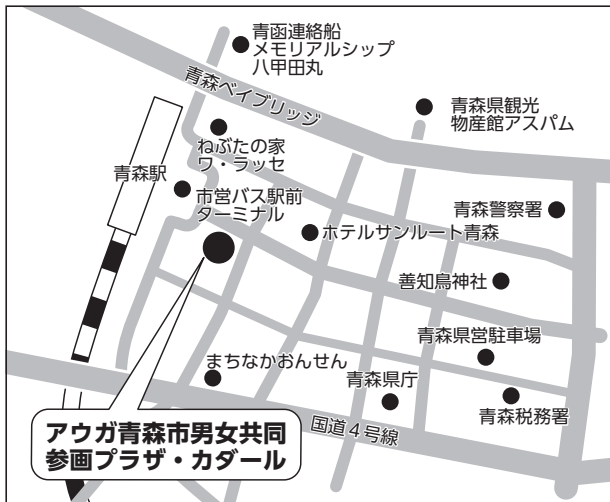 青函連絡船
メモリアルシップ
八甲田丸
青森ベイブリッジ
青森県観光
物産館アスパム
ねぶたの家
ワ・ラッセ
青森駅
市営バス駅前
ターミナル
青森警察署
ホテルサンルート青森
善知鳥神社
青森県営駐車場
まちなかおんせん
青森県庁
青森税務署
国道4号線
アウガ青森市男女共同
参画プラザ・カダール